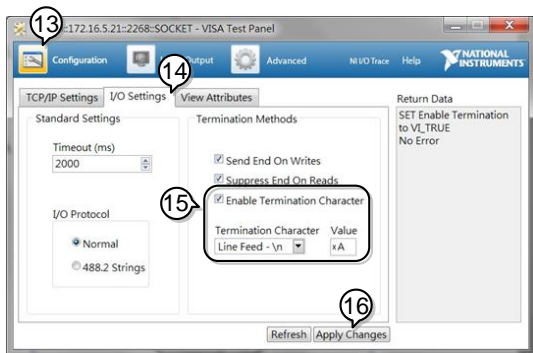 13
::172.16.5.21::2268::SOCKET - VISA Test Panel
Configuration
Output
Advanced
NI I/O Trace
Help
NATIONAL
INSTRUMENTS
14
TCP/IP Settings
I/O Settings
View Attributes
Return Data
SET Enable Termination
to VI_TRUE
No Error
Standard Settings
Timeout (ms)
2000
I/O Protocol
Normal
488.2 Strings
Termination Methods
Send End On Writes
Suppress End On Reads
15
Enable Termination Character
Termination Character
Value
Line Feed - \n
xA
16
Refresh
Apply Changes